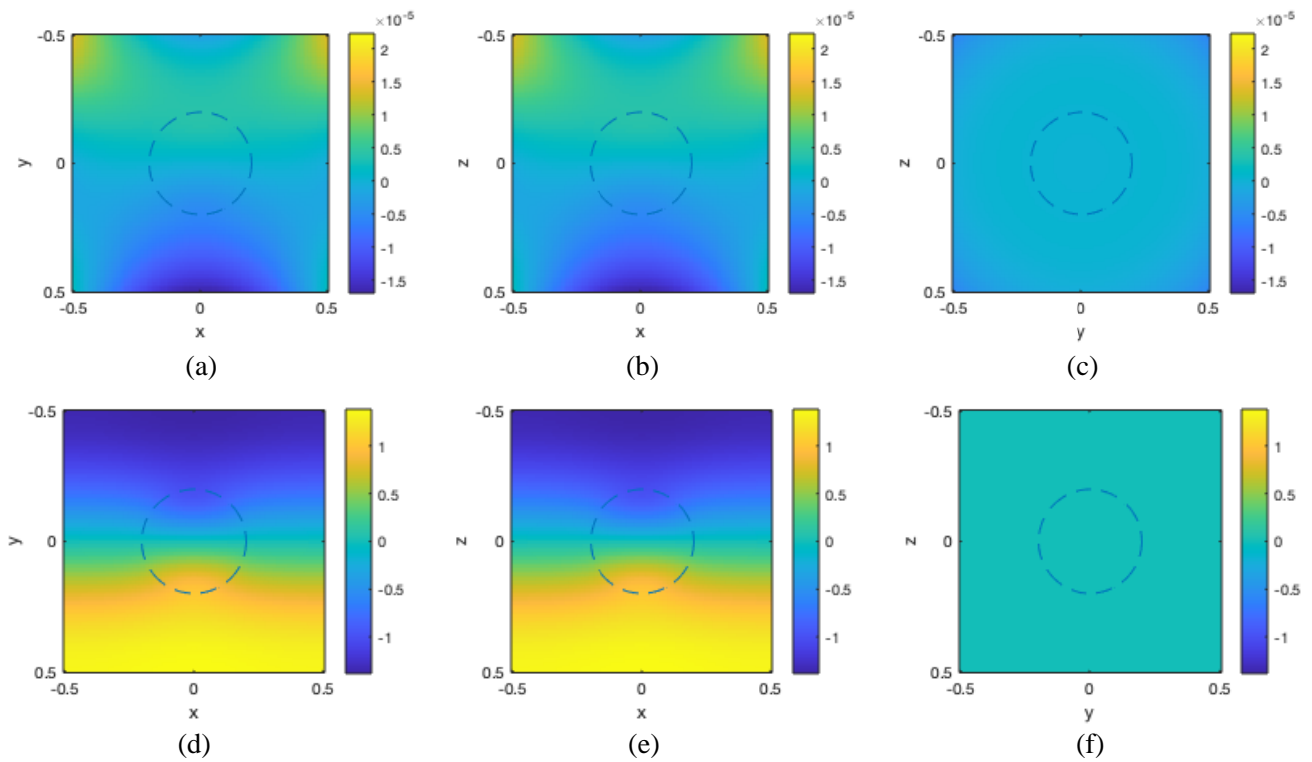 ×10⁻⁵ ×10⁻⁵ ×10⁻⁵
-0.5 2 -0.5 2 -0.5 2
1.5 1.5 1.5
1 1 1
y 0 0.5 z 0 0.5 z 0 0.5
0 0 0
-0.5 -0.5 -0.5
-1 -1 -1
0.5 -1.5 0.5 -1.5 0.5 -1.5
-0.5 0 0.5 -0.5 0 0.5 -0.5 0 0.5
x x y
(a) (b) (c)
-0.5 -0.5 -0.5
1 1 1
0.5 0.5 0.5
y 0 0 z 0 0 z 0 0
-0.5 -0.5 -0.5
-1 -1 -1
0.5 0.5 0.5
-0.5 0 0.5 -0.5 0 0.5 -0.5 0 0.5
x x y
(d) (e) (f)